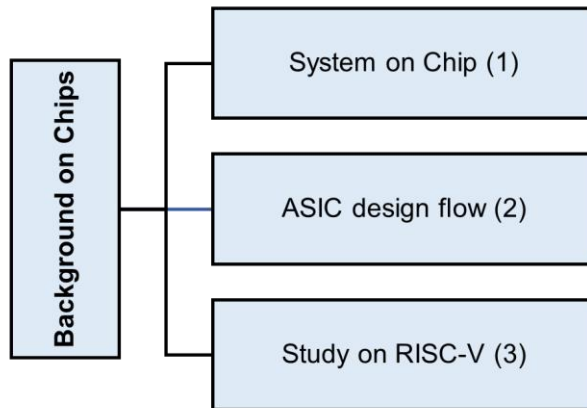 Background on Chips
System on Chip (1)
ASIC design flow (2)
Study on RISC-V (3)